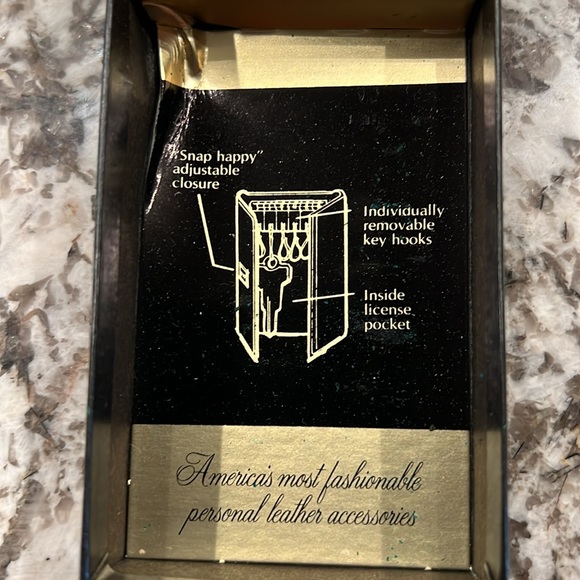 "Snap happy"
adjustable
closure
Individually
removable
key hooks
Inside
license
pocket
America's most fashionable
personal leather accessories